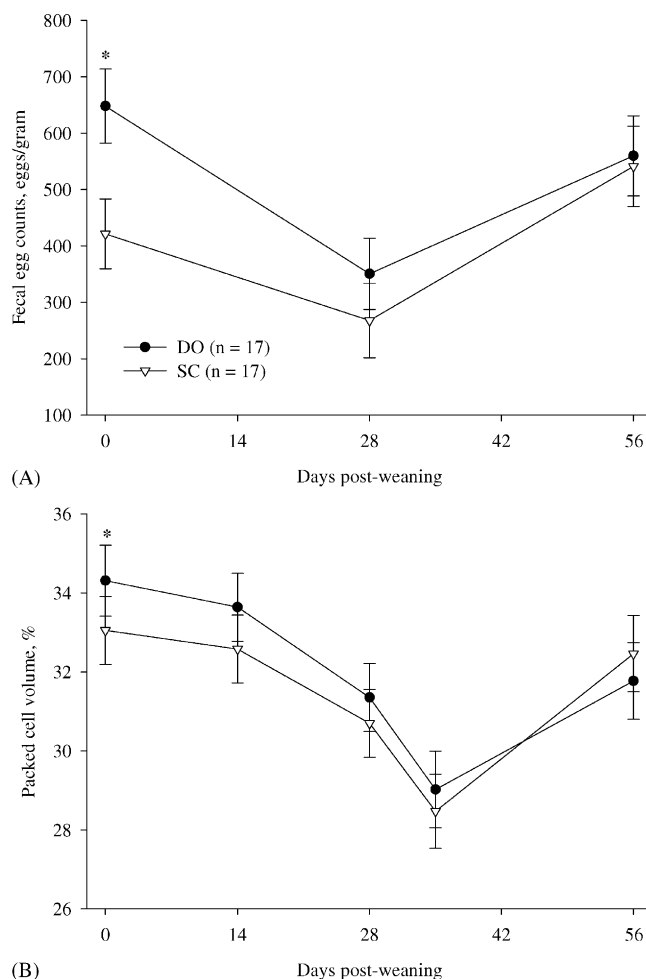 800
700
600
500
400
300
200
100
Fecal egg counts, eggs/gram
*
DO (n = 17)
SC (n = 17)
0 14 28 42 56
(A) Days post-weaning
36
34
32
30
28
26
Packed cell volume, %
*
0 14 28 42 56
(B) Days post-weaning